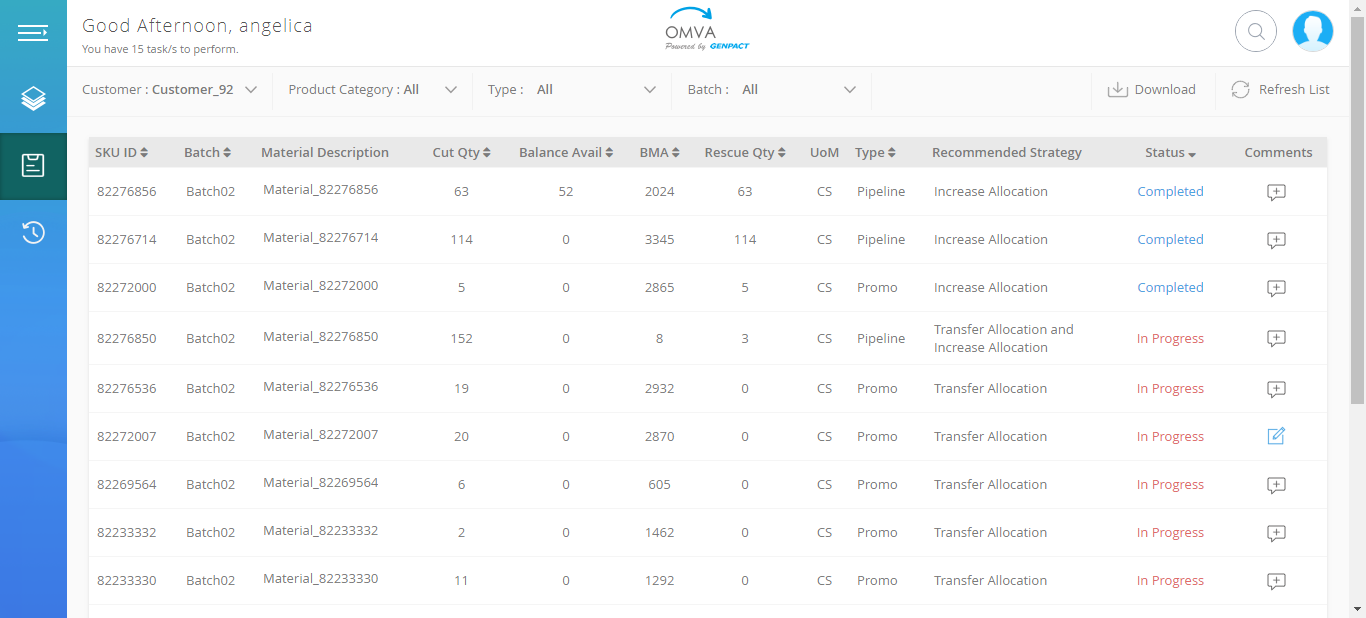 Good Afternoon, angelica
You have 15 task/s to perform.
OMVA
Powered by GENPACT
Customer : Customer_92 Product Category : All Type : All Batch : All Download Refresh List
SKU ID Batch Material Description Cut Qty Balance Avail BMA Rescue Qty UoM Type Recommended Strategy Status Comments
82276856 Batch02 Material_82276856 63 52 2024 63 CS Pipeline Increase Allocation Completed
82276714 Batch02 Material_82276714 114 0 3345 114 CS Pipeline Increase Allocation Completed
82272000 Batch02 Material_82272000 5 0 2865 5 CS Promo Increase Allocation Completed
82276850 Batch02 Material_82276850 152 0 8 3 CS Pipeline Transfer Allocation and
Increase Allocation In Progress
82276536 Batch02 Material_82276536 19 0 2932 0 CS Promo Transfer Allocation In Progress
82272007 Batch02 Material_82272007 20 0 2870 0 CS Promo Transfer Allocation In Progress
82269564 Batch02 Material_82269564 6 0 605 0 CS Promo Transfer Allocation In Progress
82233332 Batch02 Material_82233332 2 0 1462 0 CS Promo Transfer Allocation In Progress
82233330 Batch02 Material_82233330 11 0 1292 0 CS Promo Transfer Allocation In Progress